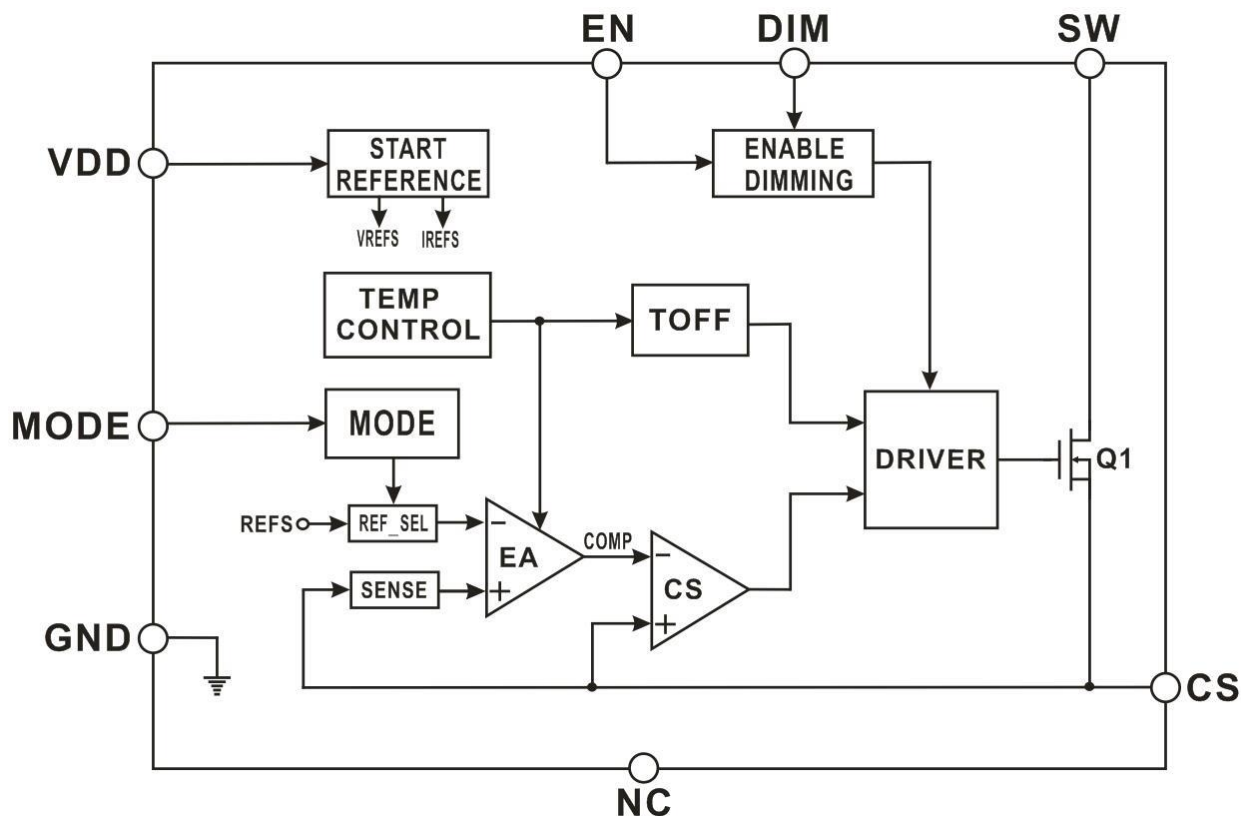 EN
DIM
SW
VDD
START
REFERENCE
VREFS
IREFS
ENABLE
DIMMING
TEMP
CONTROL
TOFF
MODE
MODE
DRIVER
Q1
REFS
REF_SEL
-
EA
+
COMP
-
CS
+
SENSE
GND
CS
NC